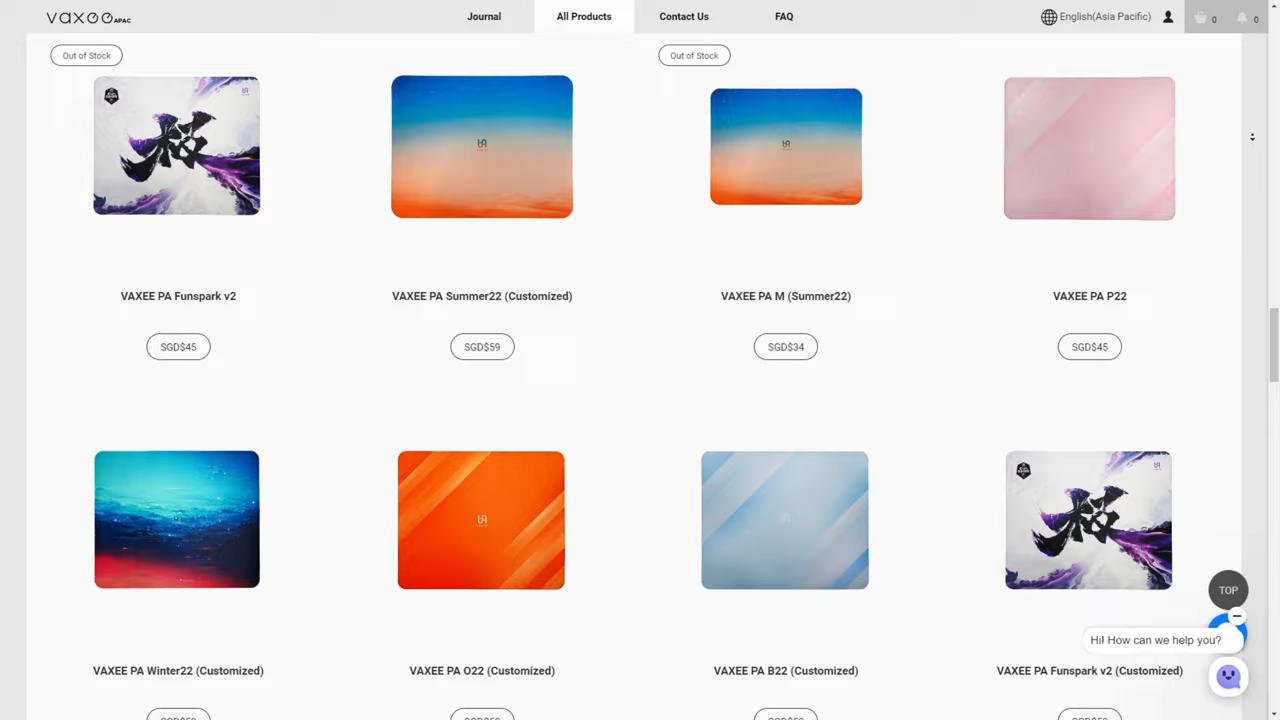 VAXEE APAC
Journal
All Products
Contact Us
FAQ
English(Asia Pacific)
0
0
Out of Stock
Out of Stock
VAXEE PA Funspark v2
VAXEE PA Summer22 (Customized)
VAXEE PA M (Summer22)
VAXEE PA P22
SGD$45
SGD$59
SGD$34
SGD$45
TOP
Hi! How can we help you?
VAXEE PA Winter22 (Customized)
VAXEE PA O22 (Customized)
VAXEE PA B22 (Customized)
VAXEE PA Funspark v2 (Customized)